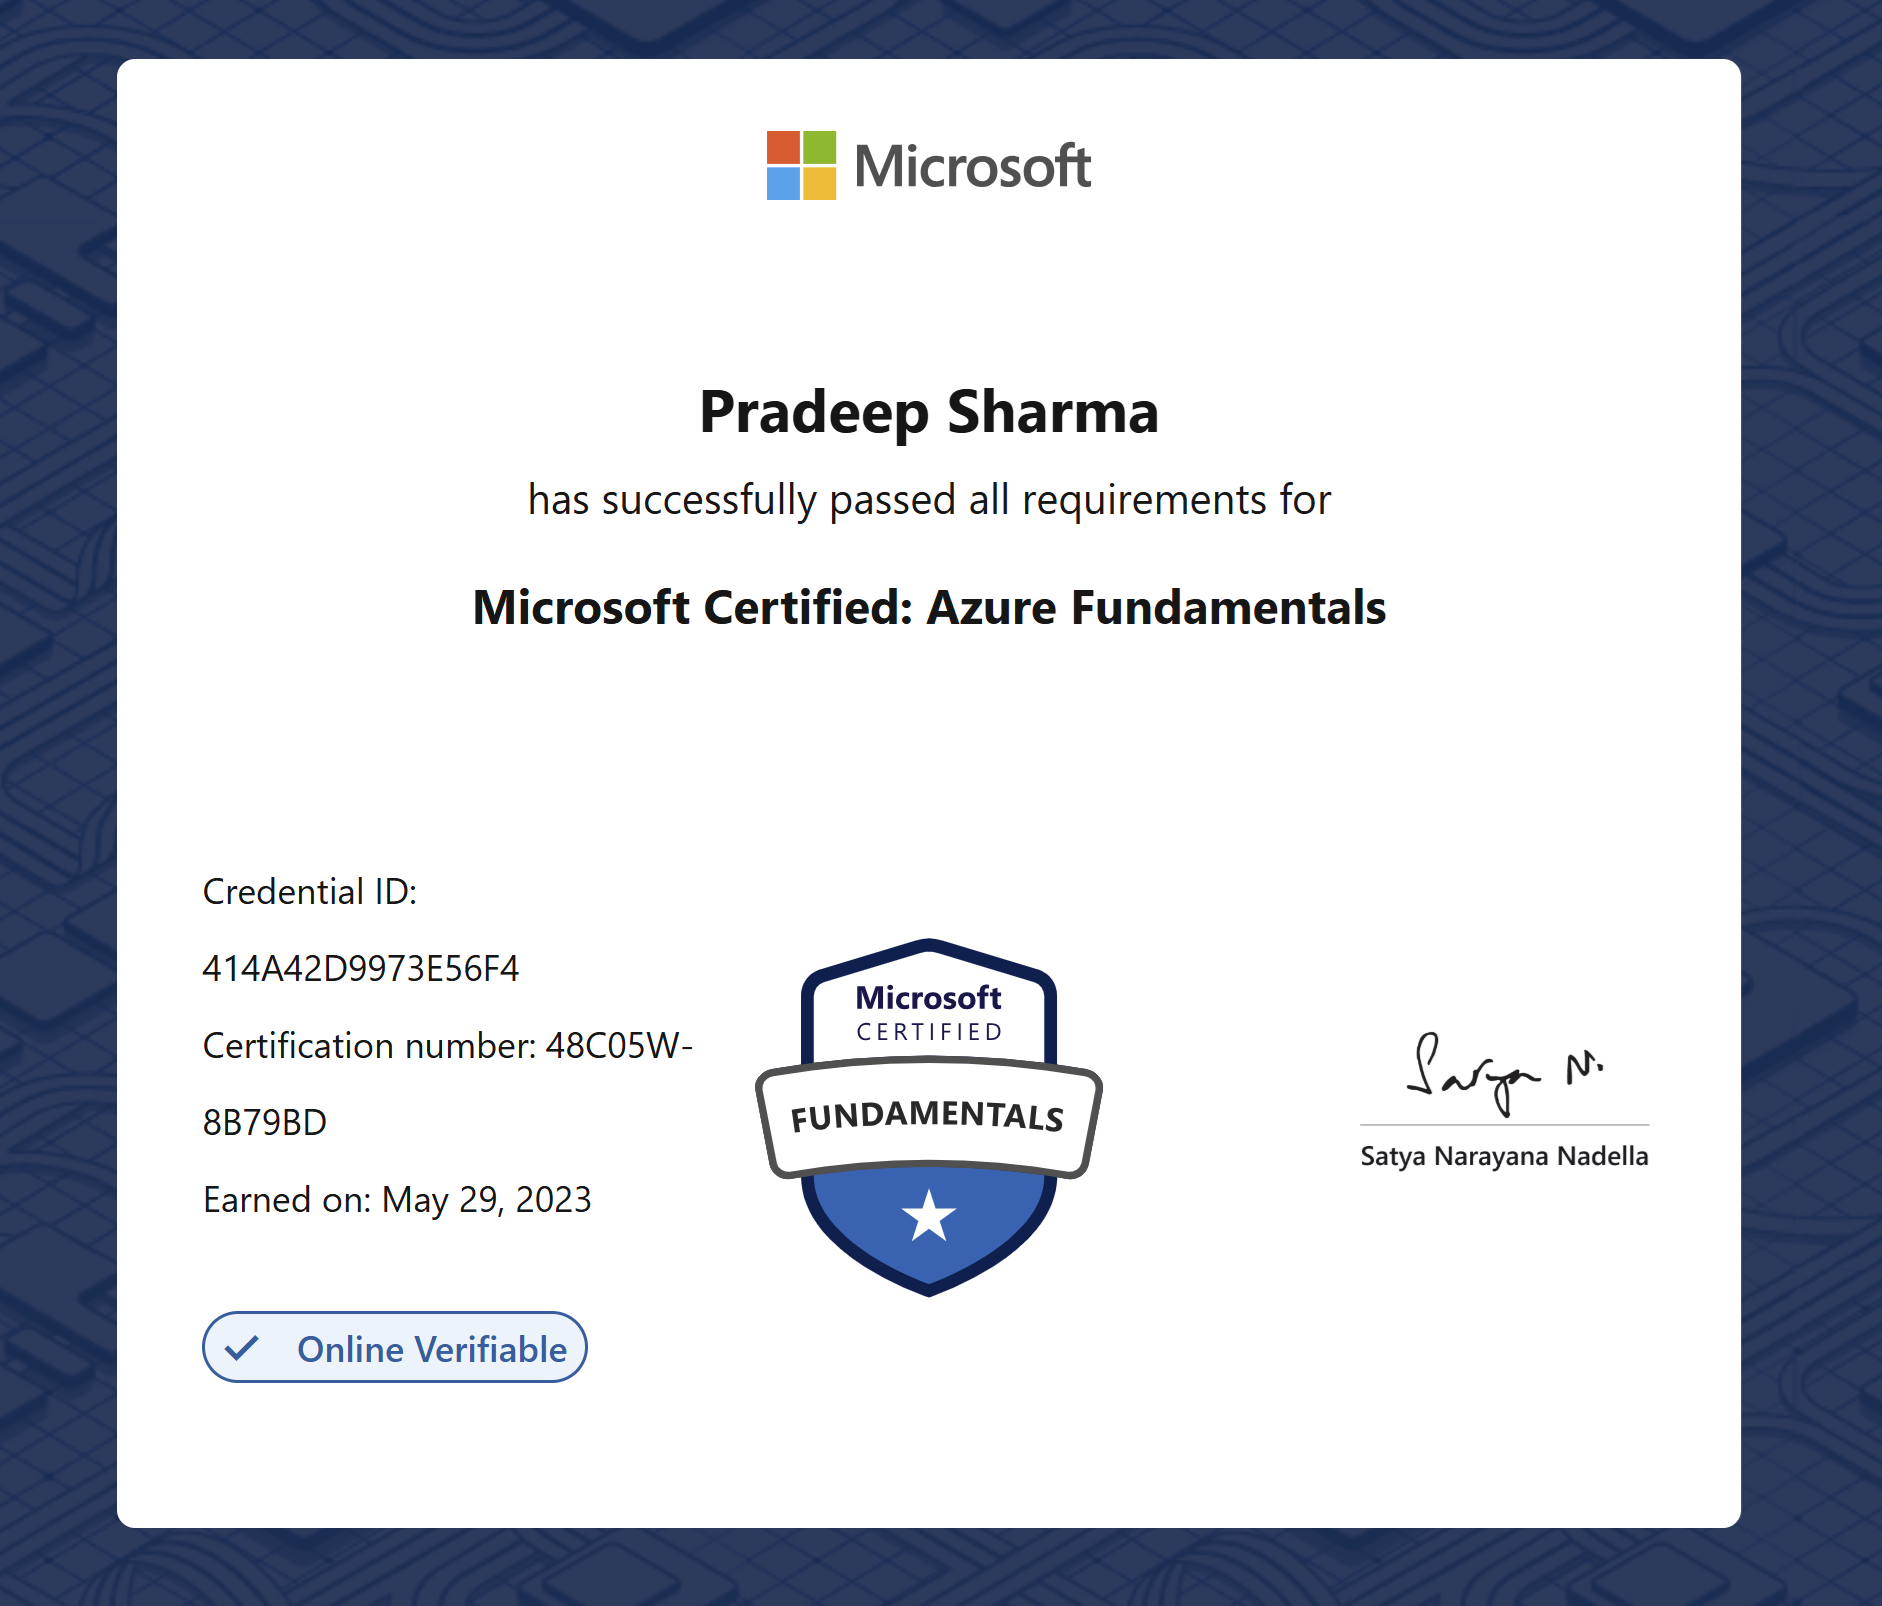 Microsoft
Pradeep Sharma
has successfully passed all requirements for
Microsoft Certified: Azure Fundamentals
Credential ID:
414A42D9973E56F4
Certification number: 48C05W-
8B79BD
Earned on: May 29, 2023
Online Verifiable
Microsoft
CERTIFIED
FUNDAMENTALS
Satya N.
Satya Narayana Nadella